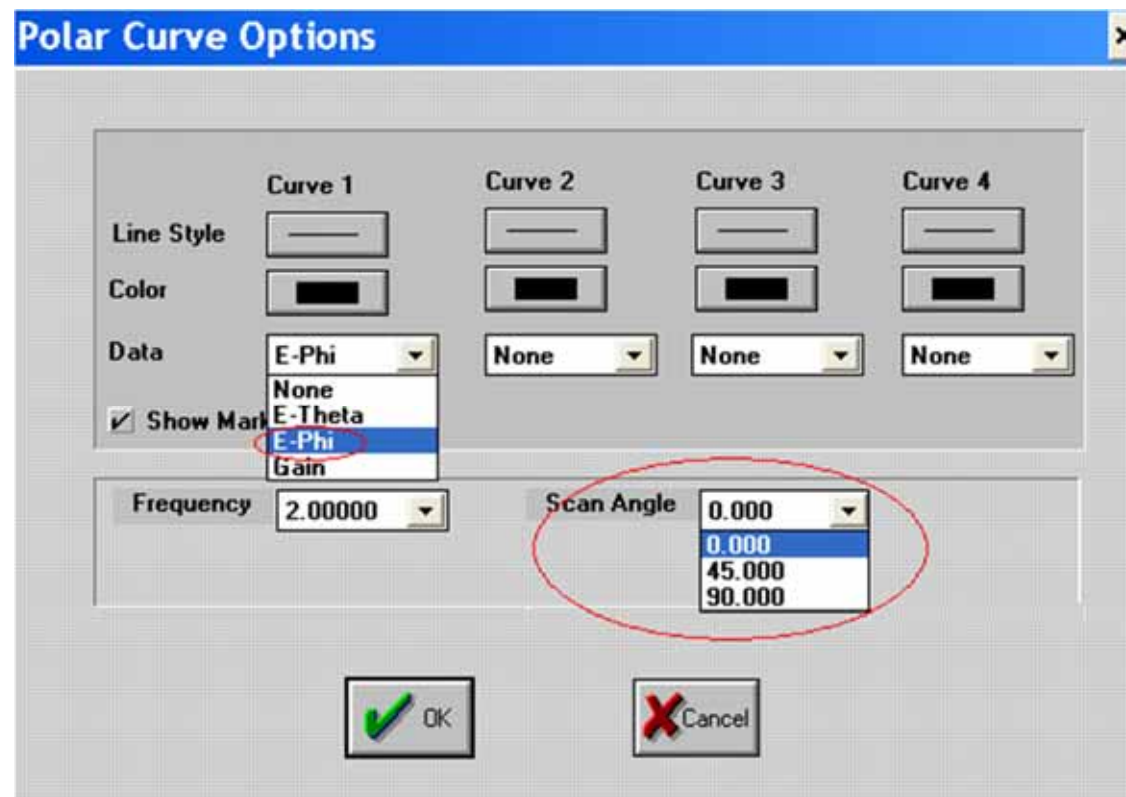 Polar Curve Options
Curve 1 Curve 2 Curve 3 Curve 4
Line Style
Color
Data E-Phi None None None
None
Show Mark E-Theta
E-Phi
Gain
Frequency 2.00000 Scan Angle 0.000
0.000
45.000
90.000
OK Cancel